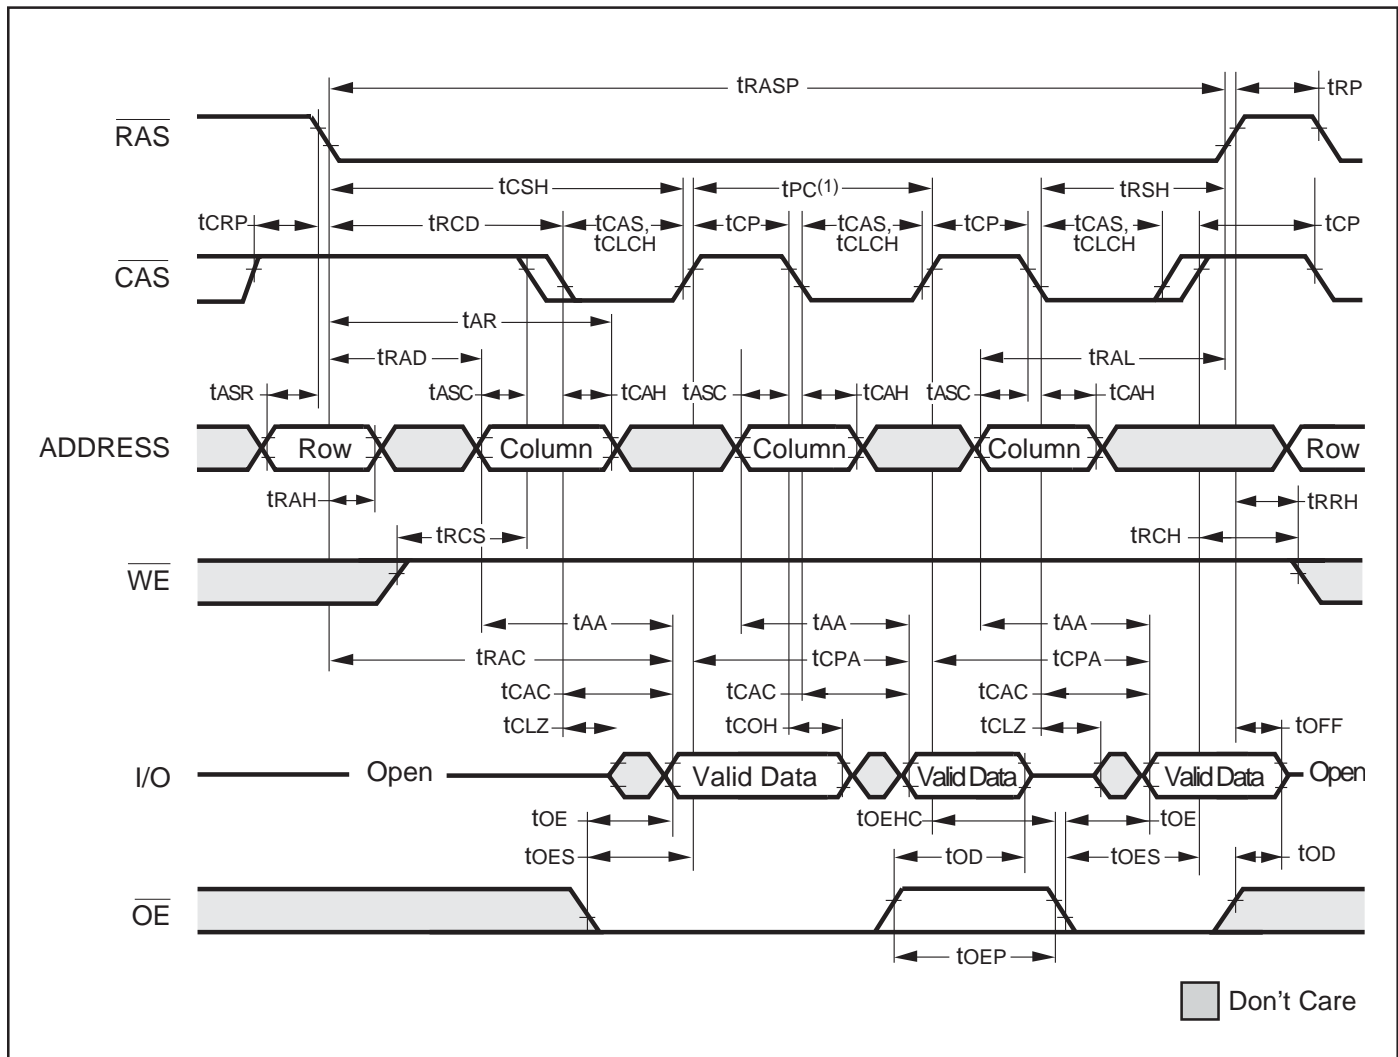 tRASP
tRP
RAS
tCSH
tPC(1)
tRSH
tCRP
tRCD
tCAS,
tCLCH
tCP
tCAS,
tCLCH
tCP
tCAS,
tCLCH
tCP
CAS
tAR
tRAD
tRAL
tASR
tASC
tCAH
tASC
tCAH
tASC
tCAH
ADDRESS
Row
Column
Column
Column
Row
tRAH
tRRH
tRCS
tRCH
WE
tAA
tAA
tAA
tRAC
tCPA
tCPA
tCAC
tCAC
tCAC
tCLZ
tCOH
tCLZ
tOFF
I/O
Open
Valid Data
Valid Data
Valid Data
Open
tOE
tOEHC
tOE
tOES
tOD
tOES
tOD
OE
tOEP
Don't Care